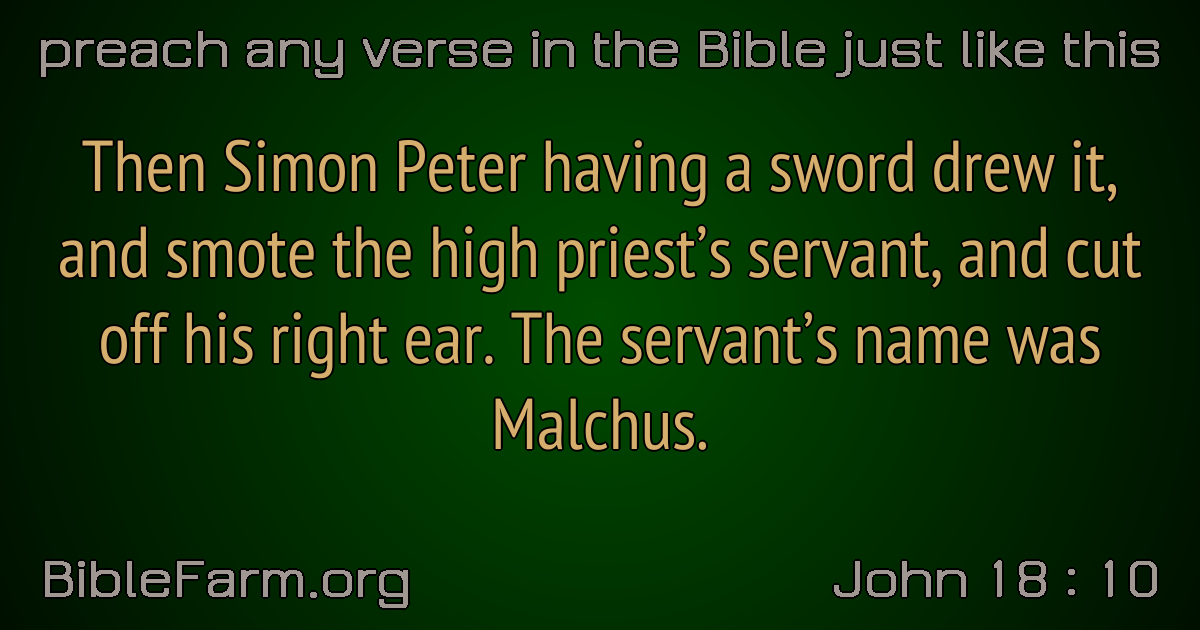 preach any verse in the Bible just like this
Then Simon Peter having a sword drew it,
and smote the high priest’s servant, and cut
off his right ear. The servant’s name was
Malchus.
BibleFarm.org
John 18 : 10